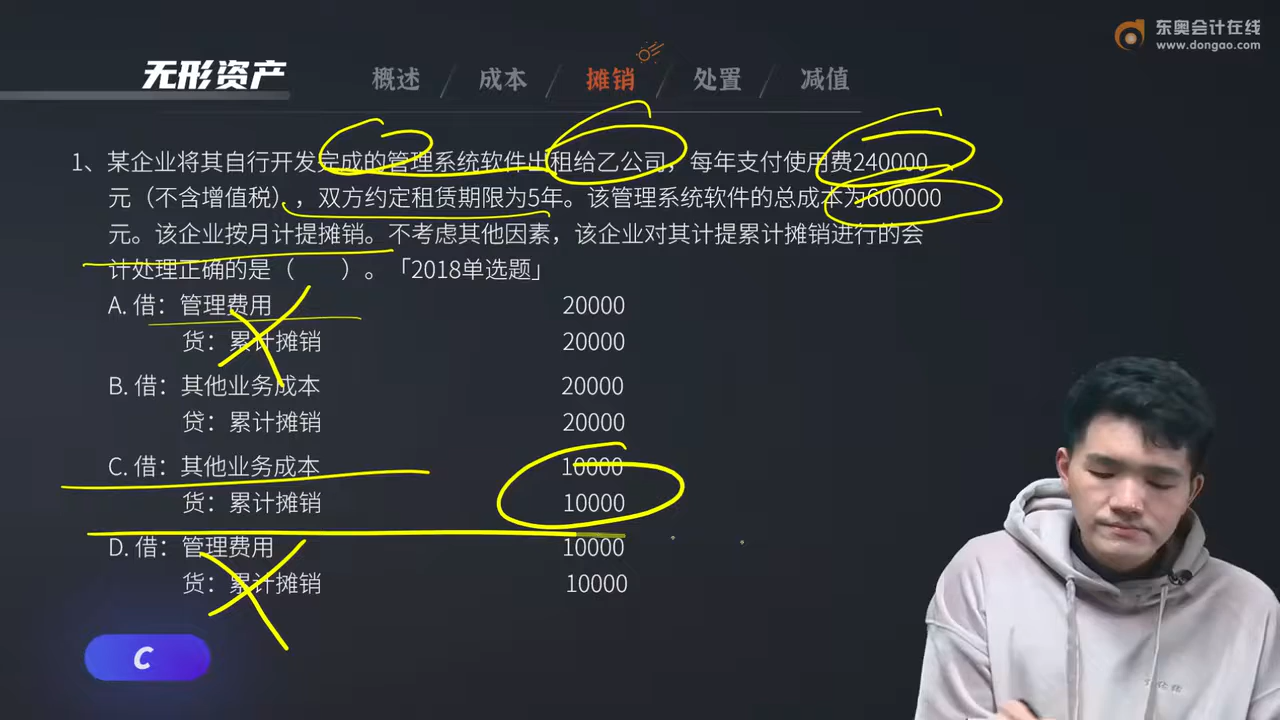 东奥会计在线
www.dongao.com
无形资产
概述 / 成本 / 摊销 / 处置 / 减值
1、某企业将其自行开发完成的管理系统软件出租给乙公司，每年支付使用费240000
元（不含增值税），双方约定租赁期限为5年。该管理系统软件的总成本为600000
元。该企业按月计提摊销。不考虑其他因素，该企业对其计提累计摊销进行的会
计处理正确的是（　　）。「2018单选题」
A. 借：管理费用 20000
货：累计摊销 20000
B. 借：其他业务成本 20000
贷：累计摊销 20000
C. 借：其他业务成本 10000
货：累计摊销 10000
D. 借：管理费用 10000
货：累计摊销 10000
C